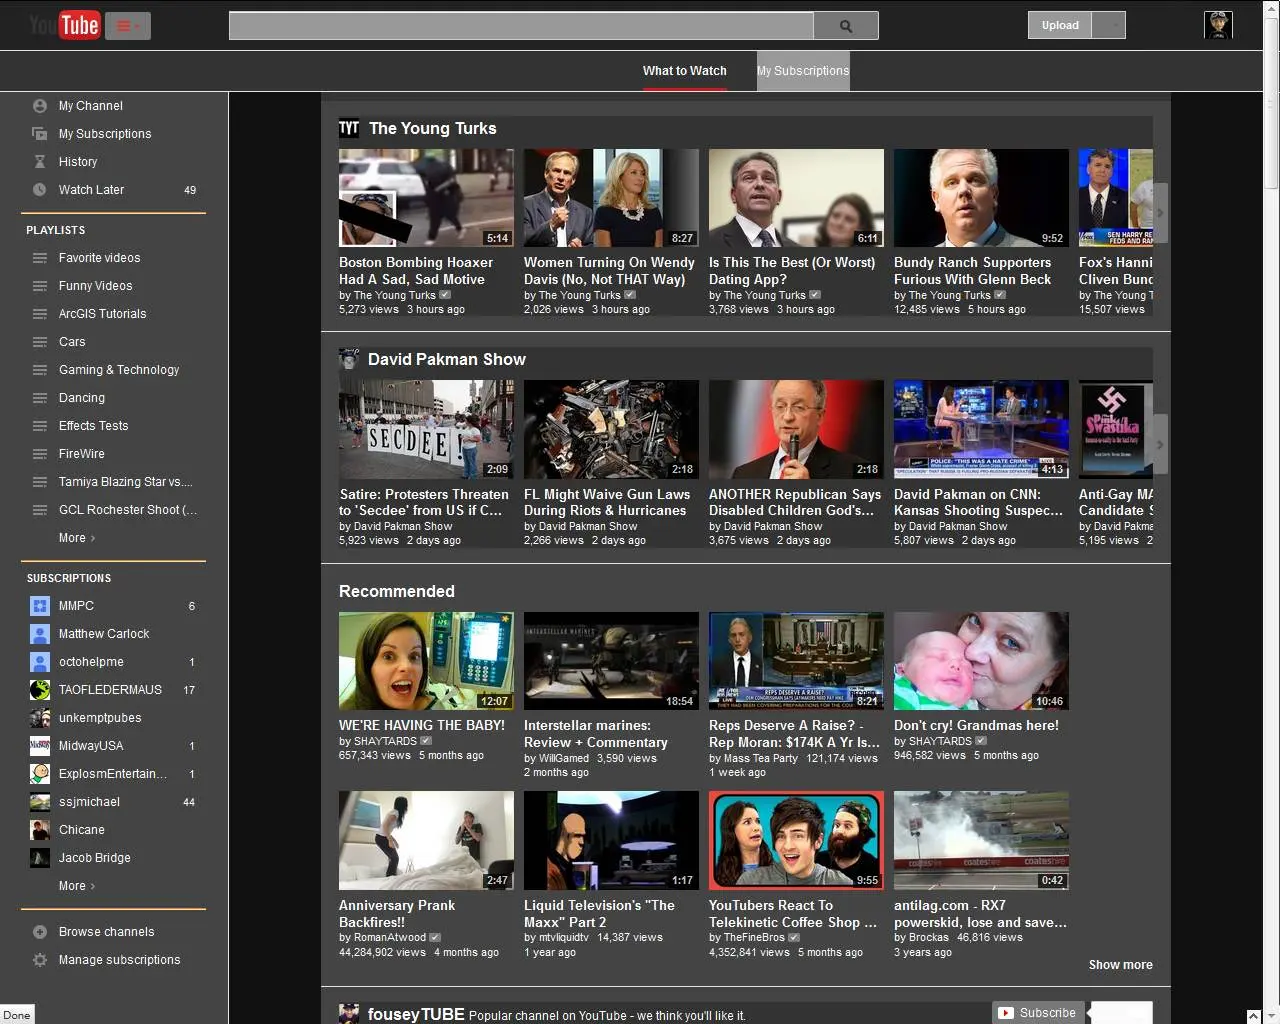 YouTube
Upload
What to Watch
My Subscriptions
My Channel
My Subscriptions
History
Watch Later 49
PLAYLISTS
Favorite videos
Funny Videos
ArcGIS Tutorials
Cars
Gaming & Technology
Dancing
Effects Tests
FireWire
Tamiya Blazing Star vs....
GCL Rochester Shoot (...
More ›
SUBSCRIPTIONS
MMPC 6
Matthew Carlock
octohelpme 1
TAOFLEDERMAUS 17
unkemptpubes
MidwayUSA 1
ExplosmEntertain... 1
ssjmichael 44
Chicane
Jacob Bridge
More ›
Browse channels
Manage subscriptions
Done
TYT The Young Turks
5:14
Boston Bombing Hoaxer
Had A Sad, Sad Motive
by The Young Turks
5,273 views 3 hours ago
8:27
Women Turning On Wendy
Davis (No, Not THAT Way)
by The Young Turks
2,026 views 3 hours ago
6:11
Is This The Best (Or Worst)
Dating App?
by The Young Turks
3,768 views 3 hours ago
9:52
Bundy Ranch Supporters
Furious With Glenn Beck
by The Young Turks
12,485 views 5 hours ago
SEN HARRY RE
FEDS AND RAN
Fox's Hanni
Cliven Bunc
by The Young T
15,507 views
David Pakman Show
SECDEE!
2:09
Satire: Protesters Threaten
to 'Secdee' from US if C...
by David Pakman Show
5,923 views 2 days ago
2:18
FL Might Waive Gun Laws
During Riots & Hurricanes
by David Pakman Show
2,266 views 2 days ago
2:18
ANOTHER Republican Says
Disabled Children God's...
by David Pakman Show
3,675 views 2 days ago
POLICE: "THIS WAS A HATE CRIME"
4:13
David Pakman on CNN:
Kansas Shooting Suspec...
by David Pakman Show
5,807 views 2 days ago
The
Pink
Swastika
Anti-Gay MA
Candidate S
by David Pakma
5,195 views 2
Recommended
12:07
WE'RE HAVING THE BABY!
by SHAYTARDS
657,343 views 5 months ago
INTERSTELLAR MARINES
18:54
Interstellar marines:
Review + Commentary
by WillGamed 3,590 views
2 months ago
REPS DESERVE A RAISE?
8:21
Reps Deserve A Raise? -
Rep Moran: $174K A Yr Is...
by Mass Tea Party 121,174 views
1 week ago
10:46
Don't cry! Grandmas here!
by SHAYTARDS
946,582 views 5 months ago
2:47
Anniversary Prank
Backfires!!
by RomanAtwood
44,284,902 views 4 months ago
1:17
Liquid Television's "The
Maxx" Part 2
by mtvliquidtv 14,387 views
1 year ago
9:55
YouTubers React To
Telekinetic Coffee Shop ...
by TheFineBros
4,352,841 views 5 months ago
coateshire coateshire coates
0:42
antilag.com - RX7
powerskid, lose and save...
by Brockas 46,816 views
3 years ago
Show more
fouseyTUBE Popular channel on YouTube - we think you'll like it.
Subscribe